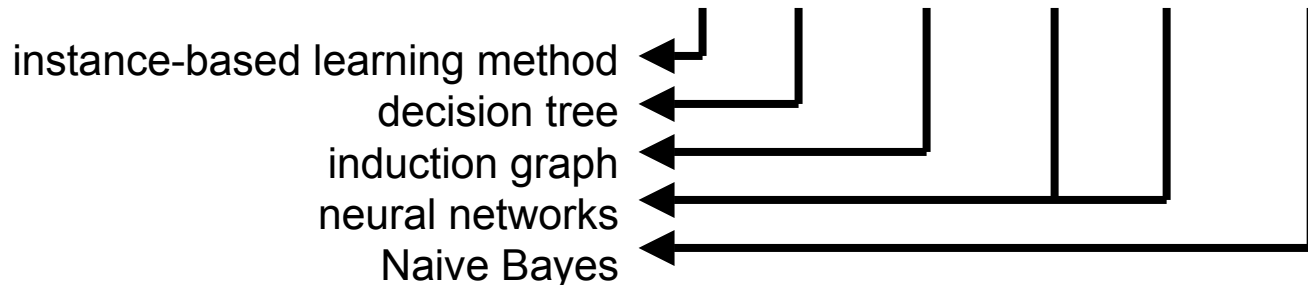 instance-based learning method
decision tree
induction graph
neural networks
Naive Bayes